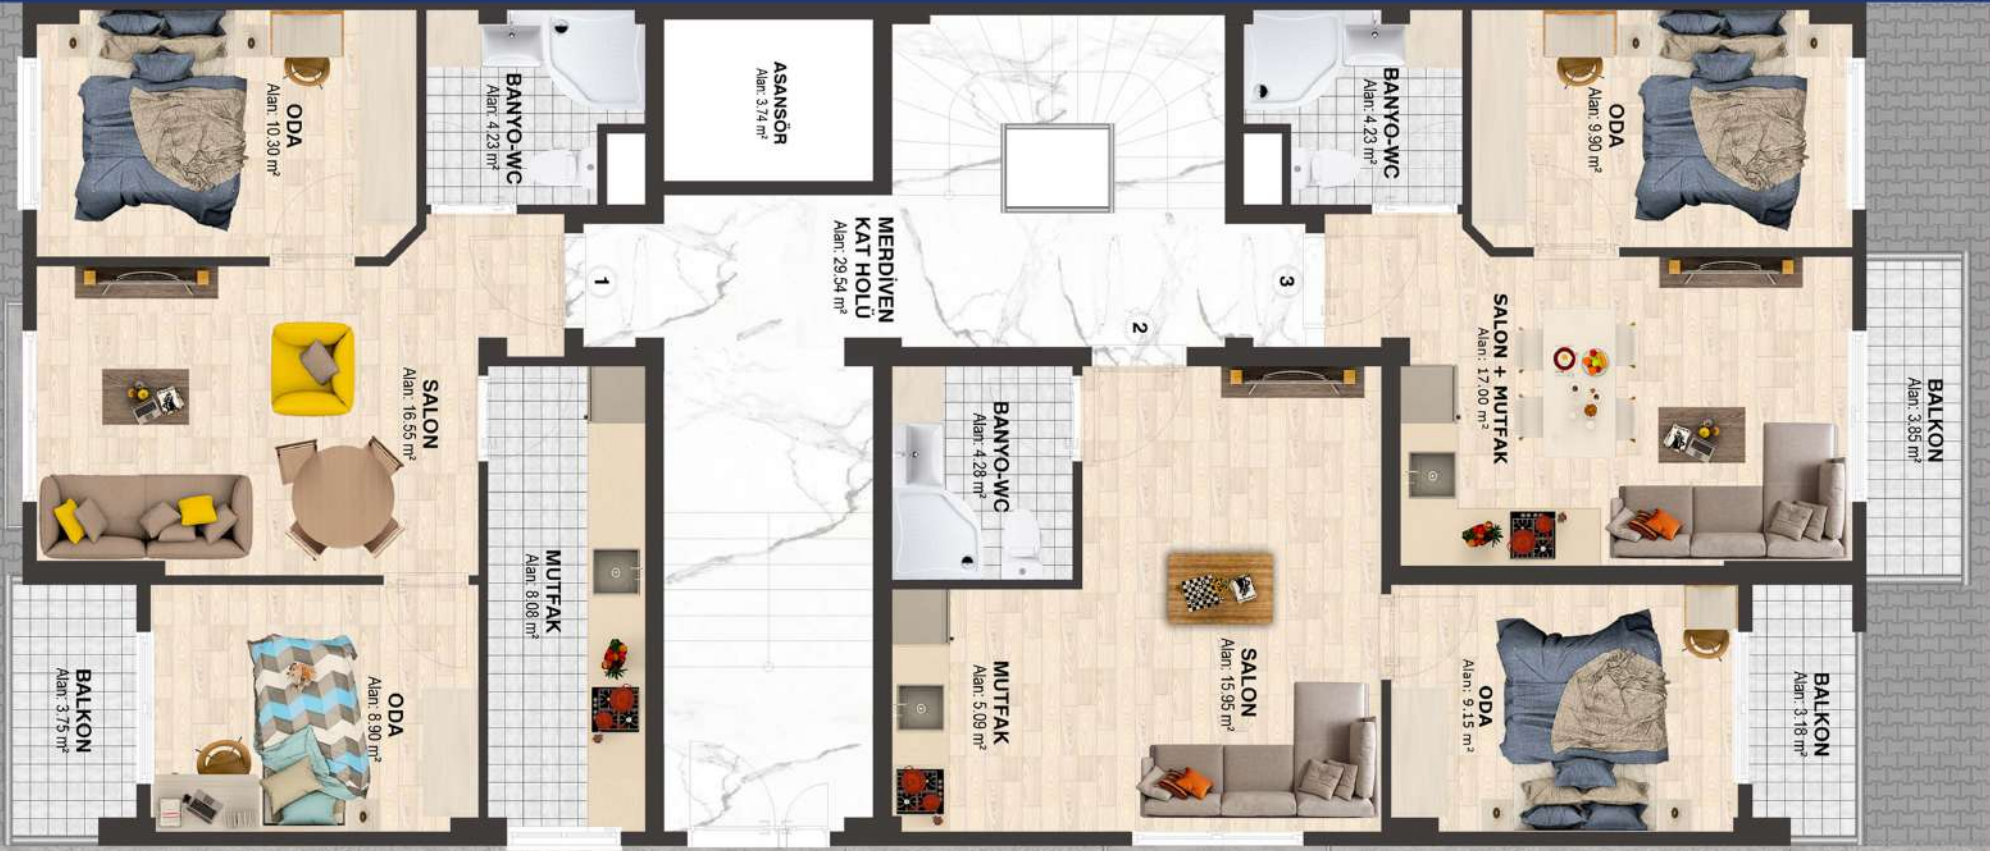 ODA
Alan: 10.30 m²
BANYO-WC
Alan: 4.23 m²
ASANSÖR
Alan: 3.74 m²
BANYO-WC
Alan: 4.23 m²
ODA
Alan: 9.90 m²
MERDİVEN
KAT HOLÜ
Alan: 29.54 m²
1
2
3
SALON
Alan: 16.55 m²
SALON + MUTFAK
Alan: 17.00 m²
BALKON
Alan: 3.85 m²
BANYO-WC
Alan: 4.28 m²
MUTFAK
Alan: 8.08 m²
BALKON
Alan: 3.75 m²
ODA
Alan: 8.90 m²
MUTFAK
Alan: 5.09 m²
SALON
Alan: 15.95 m²
ODA
Alan: 9.15 m²
BALKON
Alan: 3.18 m²